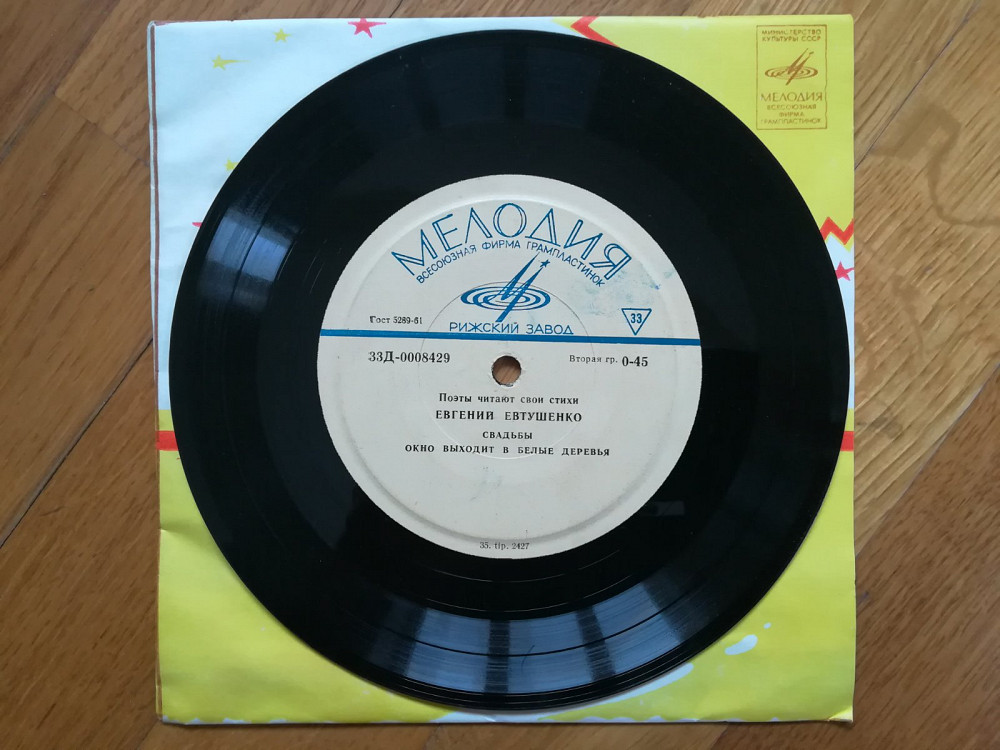 МИНИСТЕРСТВО
КУЛЬТУРЫ СССР
МЕЛОДИЯ
ВСЕСОЮЗНАЯ
ФИРМА
ГРАМПЛАСТИНОК
МЕЛОДИЯ
ВСЕСОЮЗНАЯ ФИРМА ГРАМПЛАСТИНОК
Гост 5289-61
33
РИЖСКИЙ ЗАВОД
33Д-0008429
Вторая гр. 0-45
Поэты читают свои стихи
ЕВГЕНИЙ ЕВТУШЕНКО
СВАДЬБЫ
ОКНО ВЫХОДИТ В БЕЛЫЕ ДЕРЕВЬЯ
35. tip. 2427